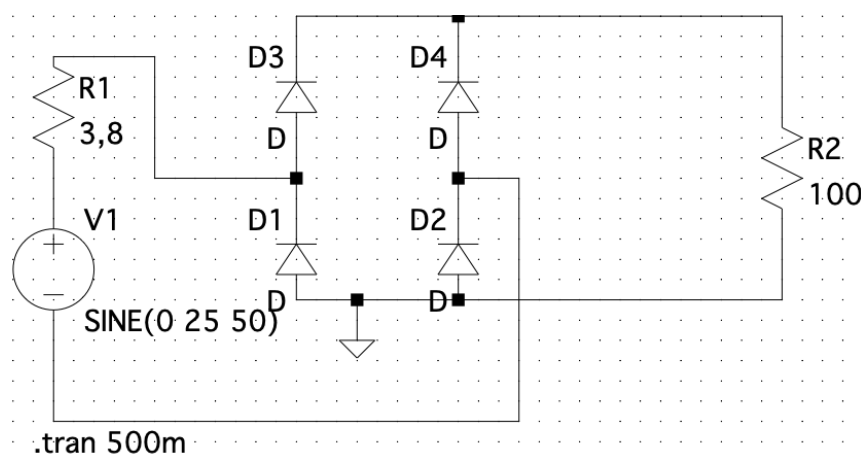 D3
D4
R1
3,8
D
D
R2
100
V1
D1
D2
D
D
SINE(0 25 50)
.tran 500m